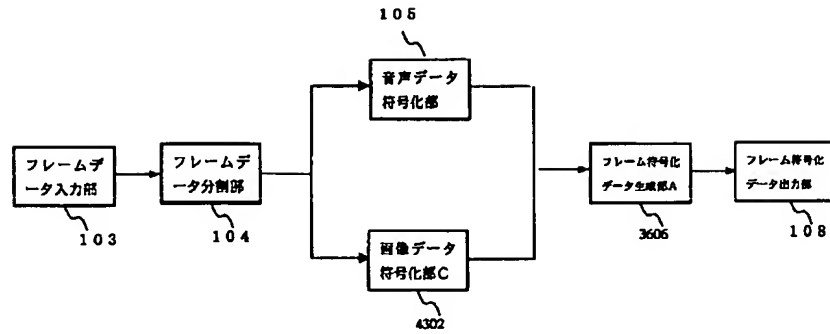 105
音声データ
符号化部
フレームデ
ータ入力部
フレームデ
ータ分割部
フレーム符号化
データ生成部A
フレーム符号化
データ出力部
103
104
3606
108
画像データ
符号化部C
4302